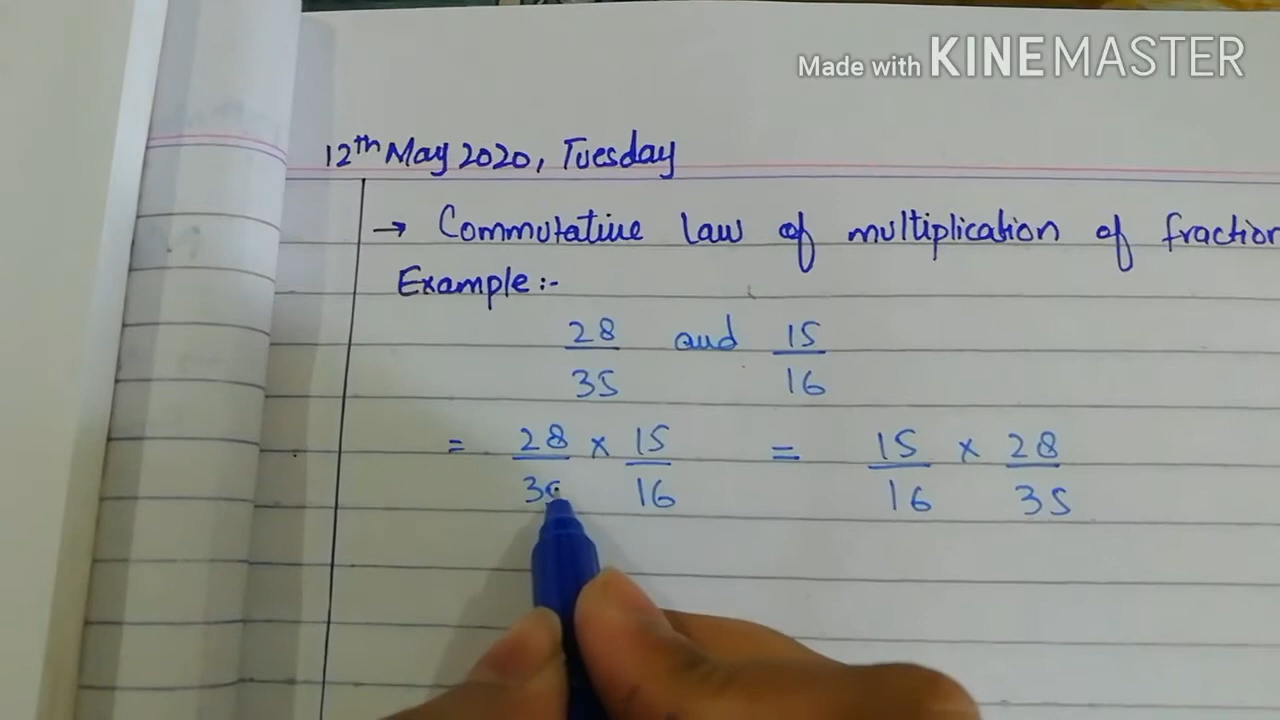 Made with KINEMASTER
12th May 2020, Tuesday
→ Commutative law of multiplication of fraction
Example:-
28/35 and 15/16
= 28/35 × 15/16 = 15/16 × 28/35